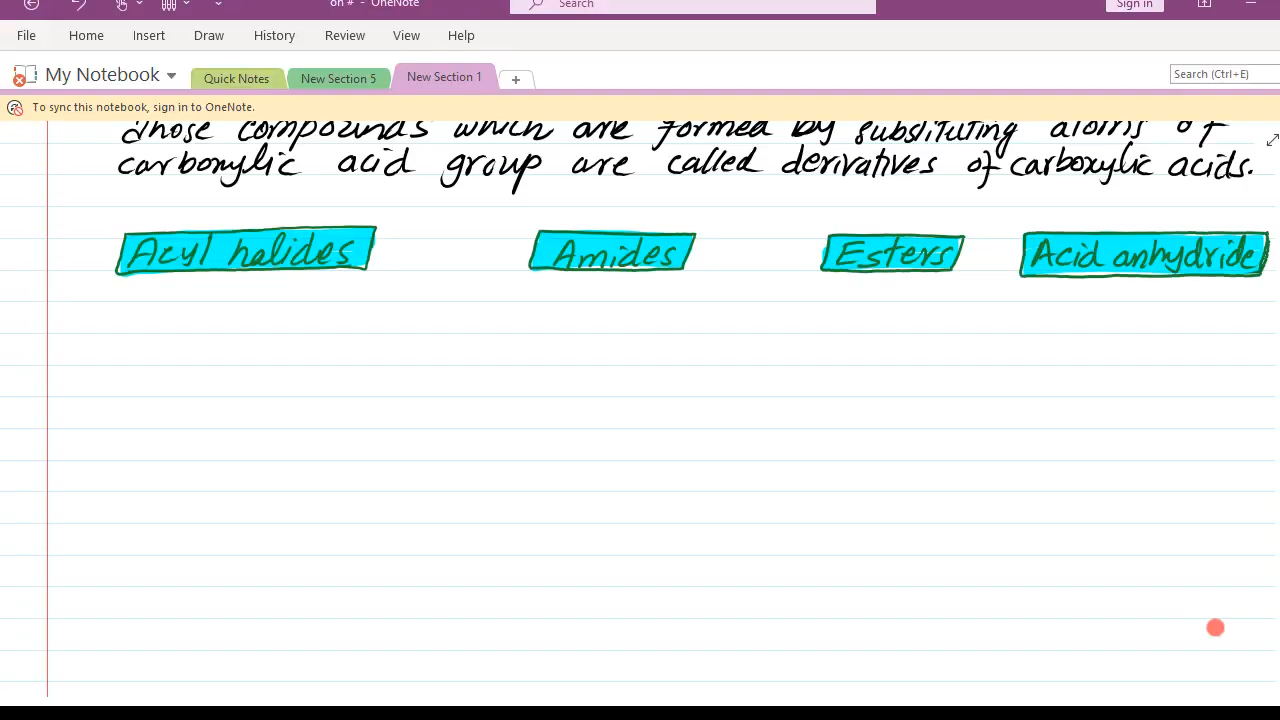 on # - OneNote
Search
Sign in
File Home Insert Draw History Review View Help
My Notebook Quick Notes New Section 5 New Section 1 + Search (Ctrl+E)
To sync this notebook, sign in to OneNote.
those compounds which are formed by substituting atoms of
carboxylic acid group are called derivatives of carboxylic acids.
Acyl halides Amides Esters Acid anhydride